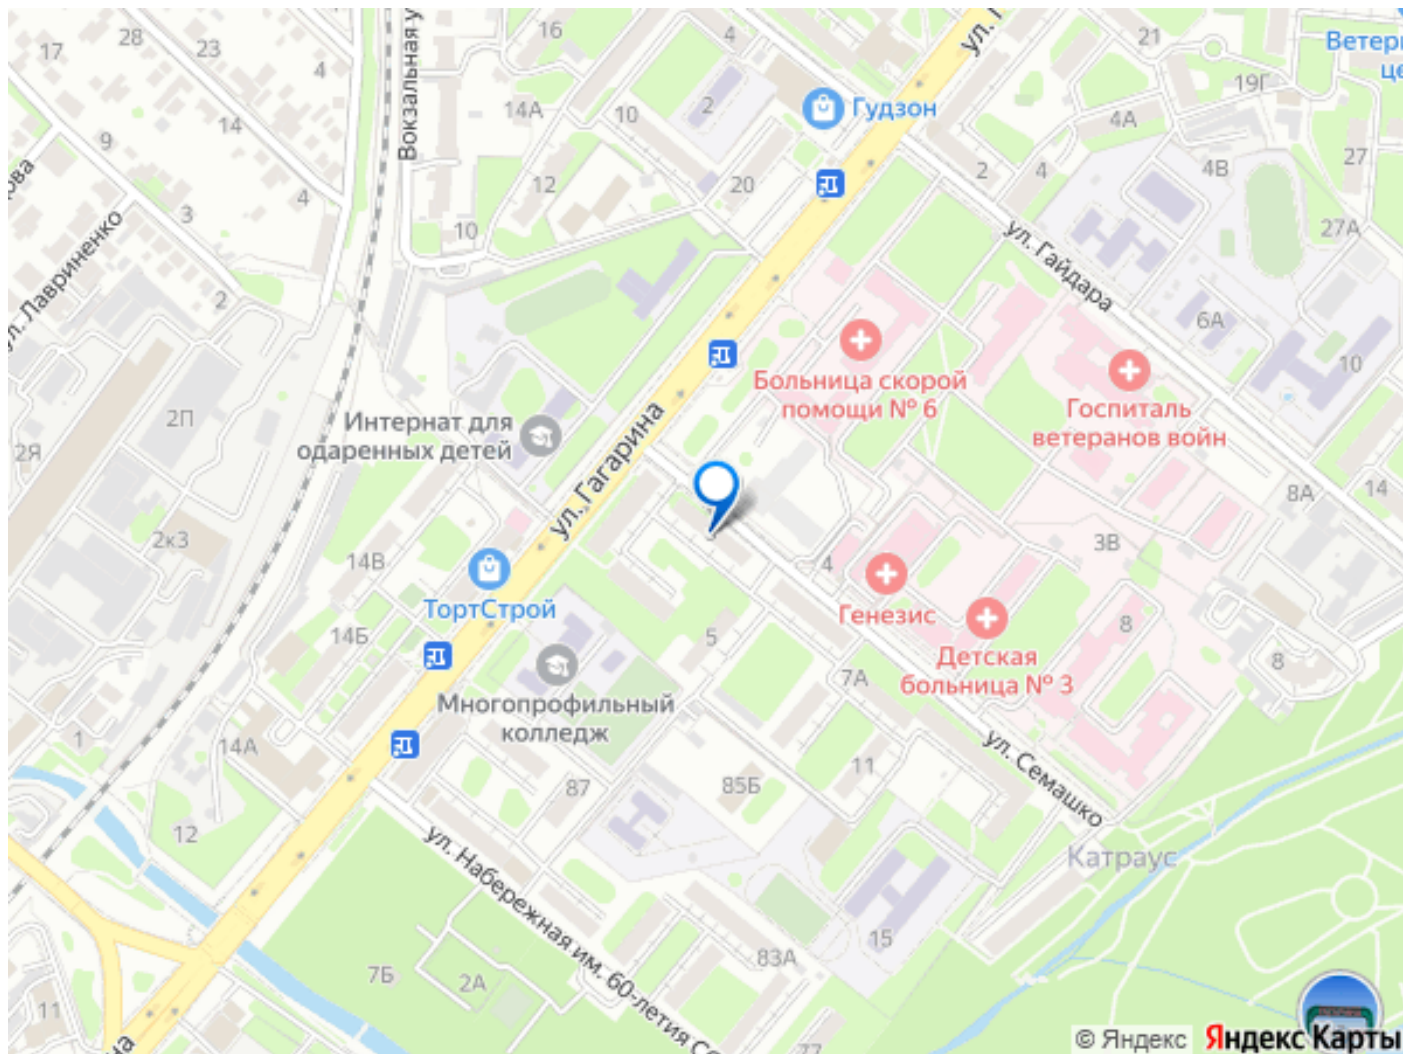 17
28
23
4
14
9
3
4
2
ул. Лавриненко
Вокзальная у
16
14А
10
12
10
4
2
20
Гудзон
21
19Г
4А
4В
27
27А
2
4
ул. Гайдара
6А
10
Больница скорой
помощи № 6
Госпиталь
ветеранов войн
Интернат для
одаренных детей
ул. Гагарина
2П
2Я
2к3
14В
14Б
14А
1
12
ТортСтрой
Многопрофильный
колледж
5
87
85Б
7А
11
4
Генезис
Детская
больница № 3
3В
8А
14
8
8
ул. Семашко
Катраус
15
83А
77
ул. Набережная им. 60-летия СС
7Б
2А
11
© Яндекс Яндекс Карты